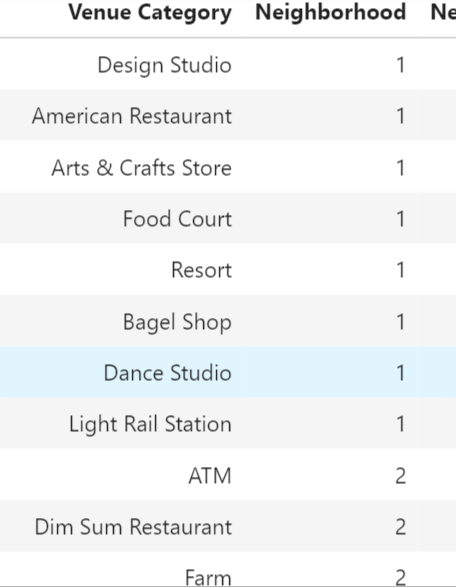 Venue Category Neighborhood Ne
Design Studio 1
American Restaurant 1
Arts & Crafts Store 1
Food Court 1
Resort 1
Bagel Shop 1
Dance Studio 1
Light Rail Station 1
ATM 2
Dim Sum Restaurant 2
Farm 2